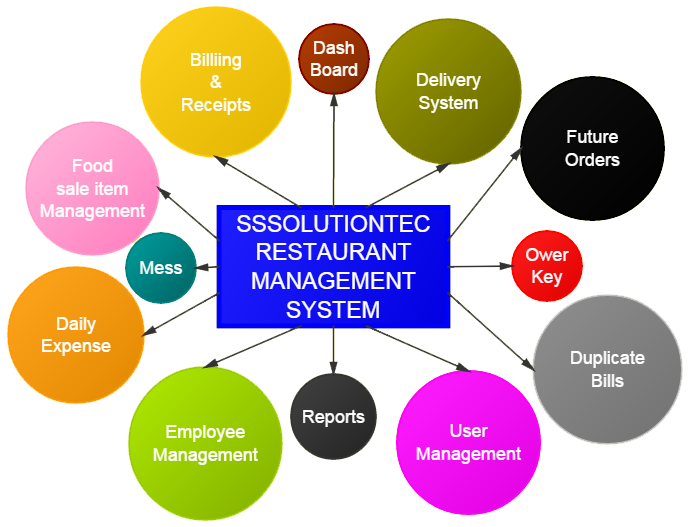 Billiing
&
Receipts
Dash
Board
Delivery
System
Future
Orders
Food
sale item
Management
SSSOLUTIONTEC
RESTAURANT
MANAGEMENT
SYSTEM
Mess
Ower
Key
Daily
Expense
Duplicate
Bills
Employee
Management
Reports
User
Management